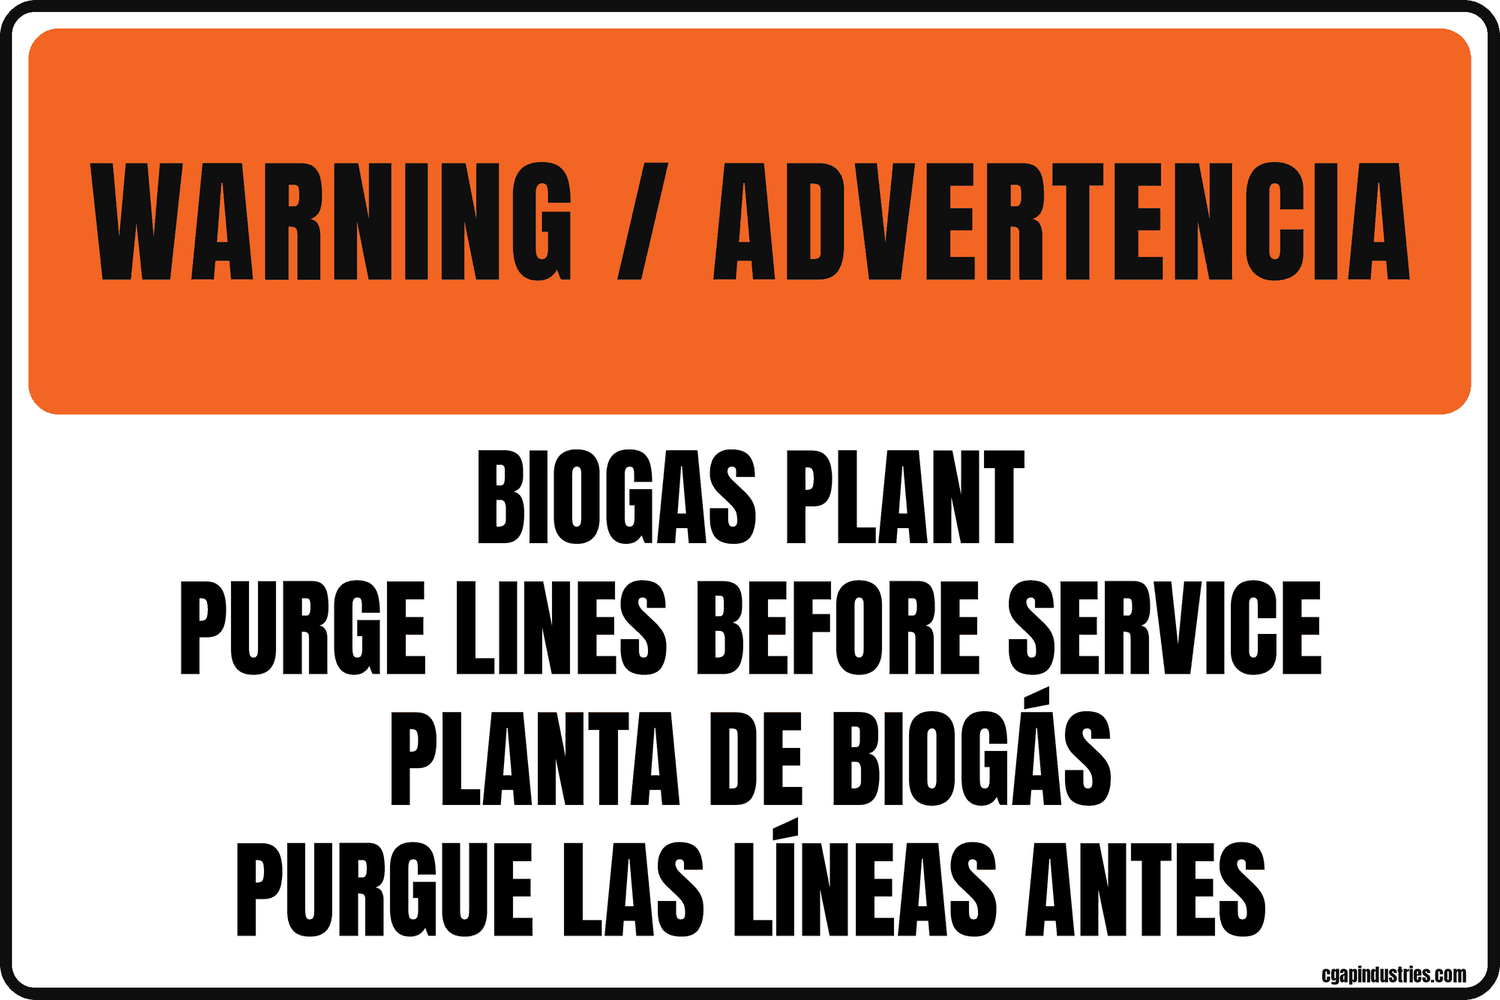 WARNING / ADVERTENCIA
BIOGAS PLANT
PURGE LINES BEFORE SERVICE
PLANTA DE BIOGÁS
PURGUE LAS LÍNEAS ANTES
cgapindustries.com